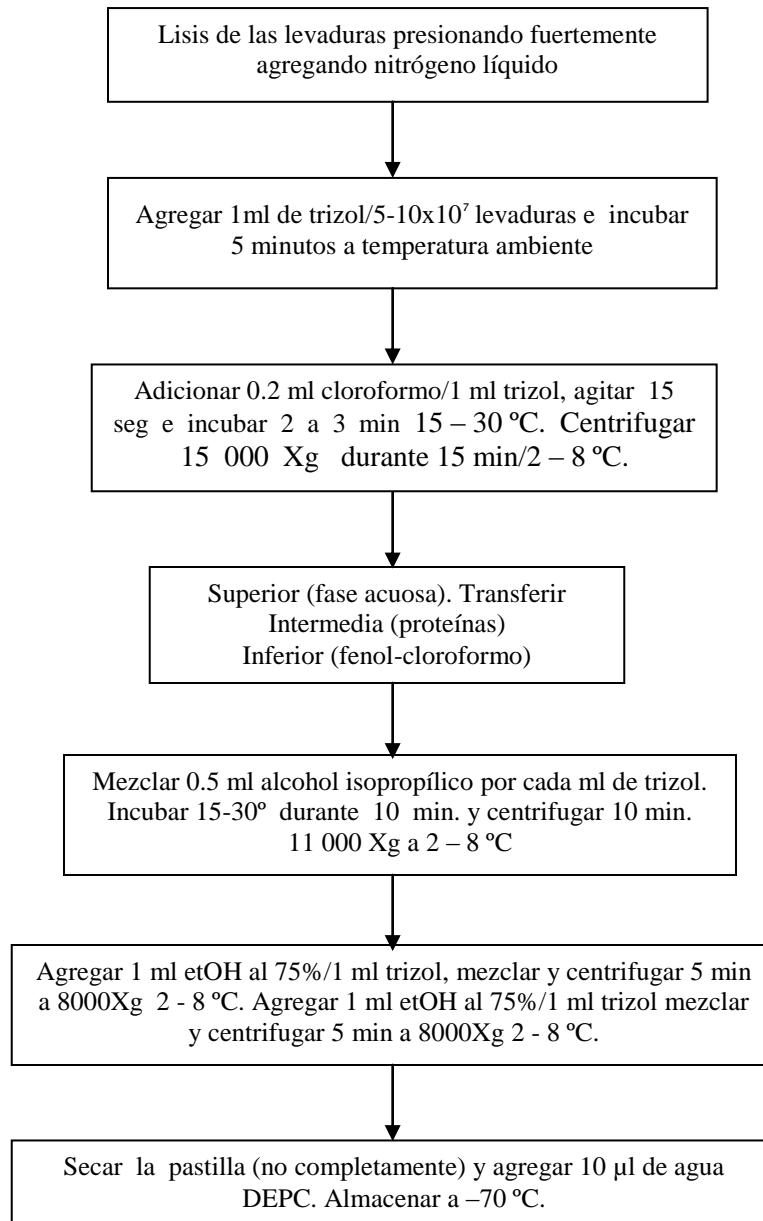 Lisis de las levaduras presionando fuertemente
agregando nitrógeno líquido
Agregar 1ml de trizol/5-10x10⁷ levaduras e incubar
5 minutos a temperatura ambiente
Adicionar 0.2 ml cloroformo/1 ml trizol, agitar 15
seg e incubar 2 a 3 min 15 – 30 ºC. Centrifugar
15 000 Xg durante 15 min/2 – 8 ºC.
Superior (fase acuosa). Transferir
Intermedia (proteínas)
Inferior (fenol-cloroformo)
Mezclar 0.5 ml alcohol isopropílico por cada ml de trizol.
Incubar 15-30º durante 10 min. y centrifugar 10 min.
11 000 Xg a 2 – 8 ºC
Agregar 1 ml etOH al 75%/1 ml trizol, mezclar y centrifugar 5 min
a 8000Xg 2 - 8 ºC. Agregar 1 ml etOH al 75%/1 ml trizol mezclar
y centrifugar 5 min a 8000Xg 2 - 8 ºC.
Secar la pastilla (no completamente) y agregar 10 µl de agua
DEPC. Almacenar a –70 ºC.